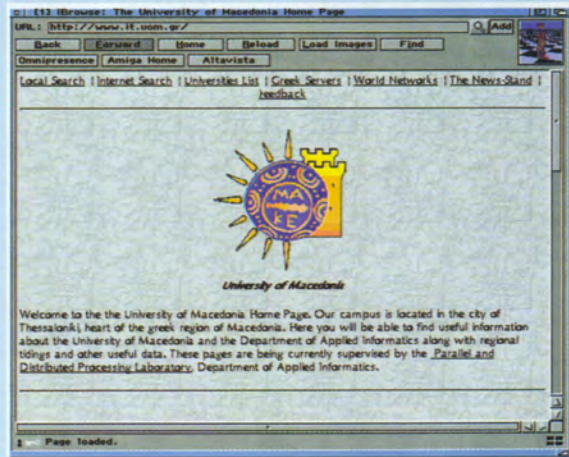 [1] IBrowse: The University of Macedonia Home Page
URL: http://www.it.uom.gr/
Add
Back Forward Home Reload Load Images Find
Omnipresence Amiga Home Altavista
Local Search | Internet Search | Universities List | Greek Servers | World Networks | The News-Stand |
Feedback
MA
KE
University of Macedonia
Welcome to the the University of Macedonia Home Page. Our campus is located in the city of
Thessaloniki, heart of the greek region of Macedonia. Here you will be able to find useful information
about the University of Macedonia and the Department of Applied Informatics along with regional
tidings and other useful data. These pages are being currently supervised by the Parallel and
Distributed Processing Laboratory, Department of Applied Informatics.
Page loaded.